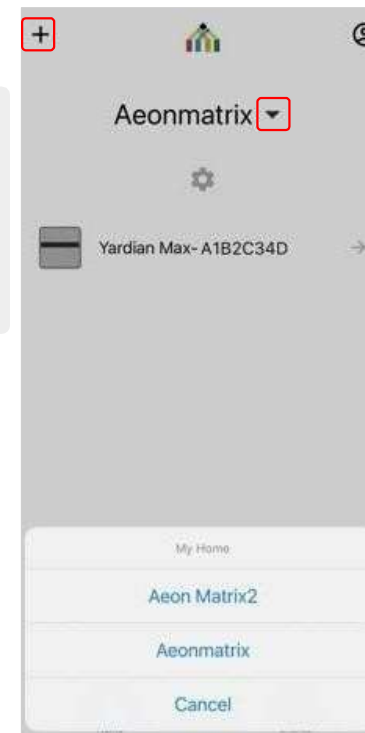 +
Aeonmatrix
Yardian Max- A1B2C34D
My Home
Aeon Matrix2
Aeonmatrix
Cancel